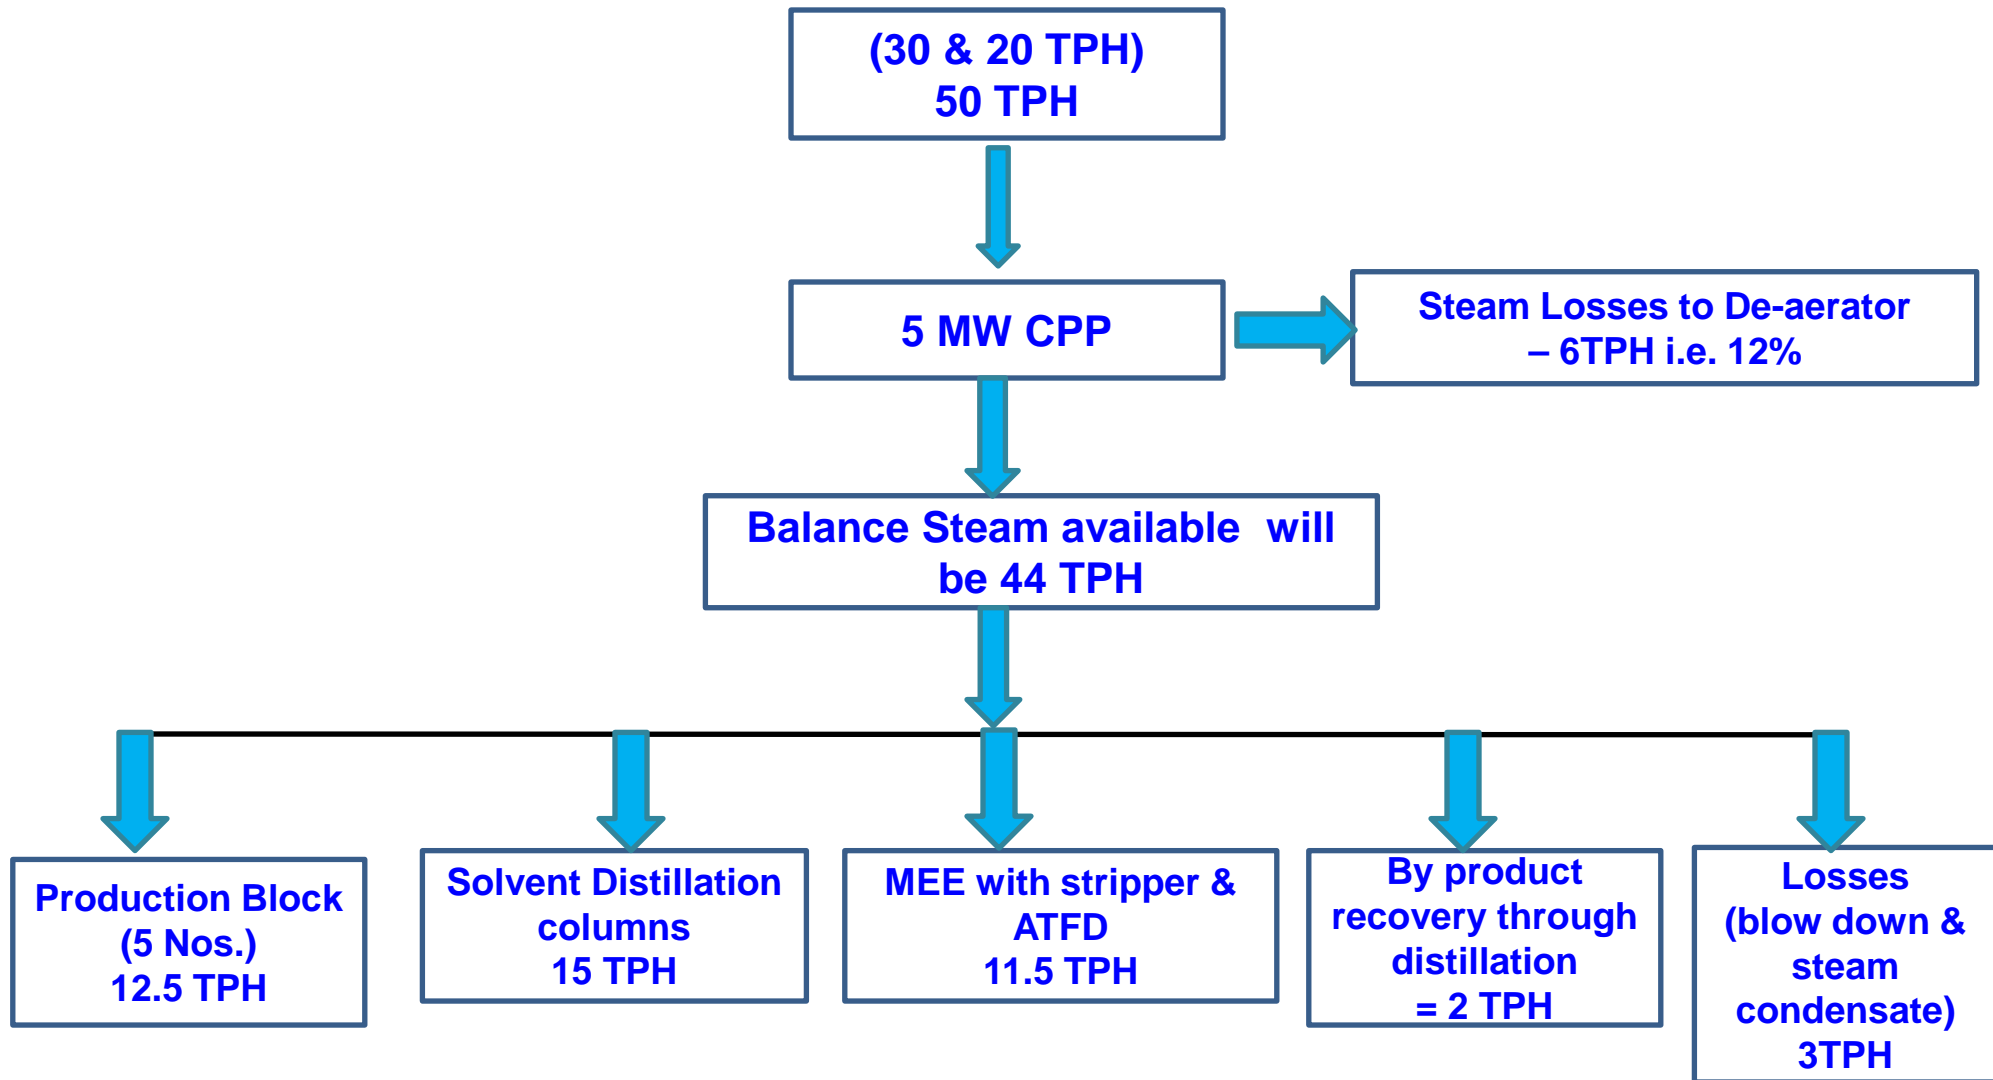 (30 & 20 TPH)
50 TPH
5 MW CPP
Steam Losses to De-aerator
– 6TPH i.e. 12%
Balance Steam available  will
be 44 TPH
Production Block
(5 Nos.)
12.5 TPH
Solvent Distillation
columns
15 TPH
MEE with stripper &
ATFD
11.5 TPH
By product
recovery through
distillation
= 2 TPH
Losses
(blow down &
steam
condensate)
3TPH